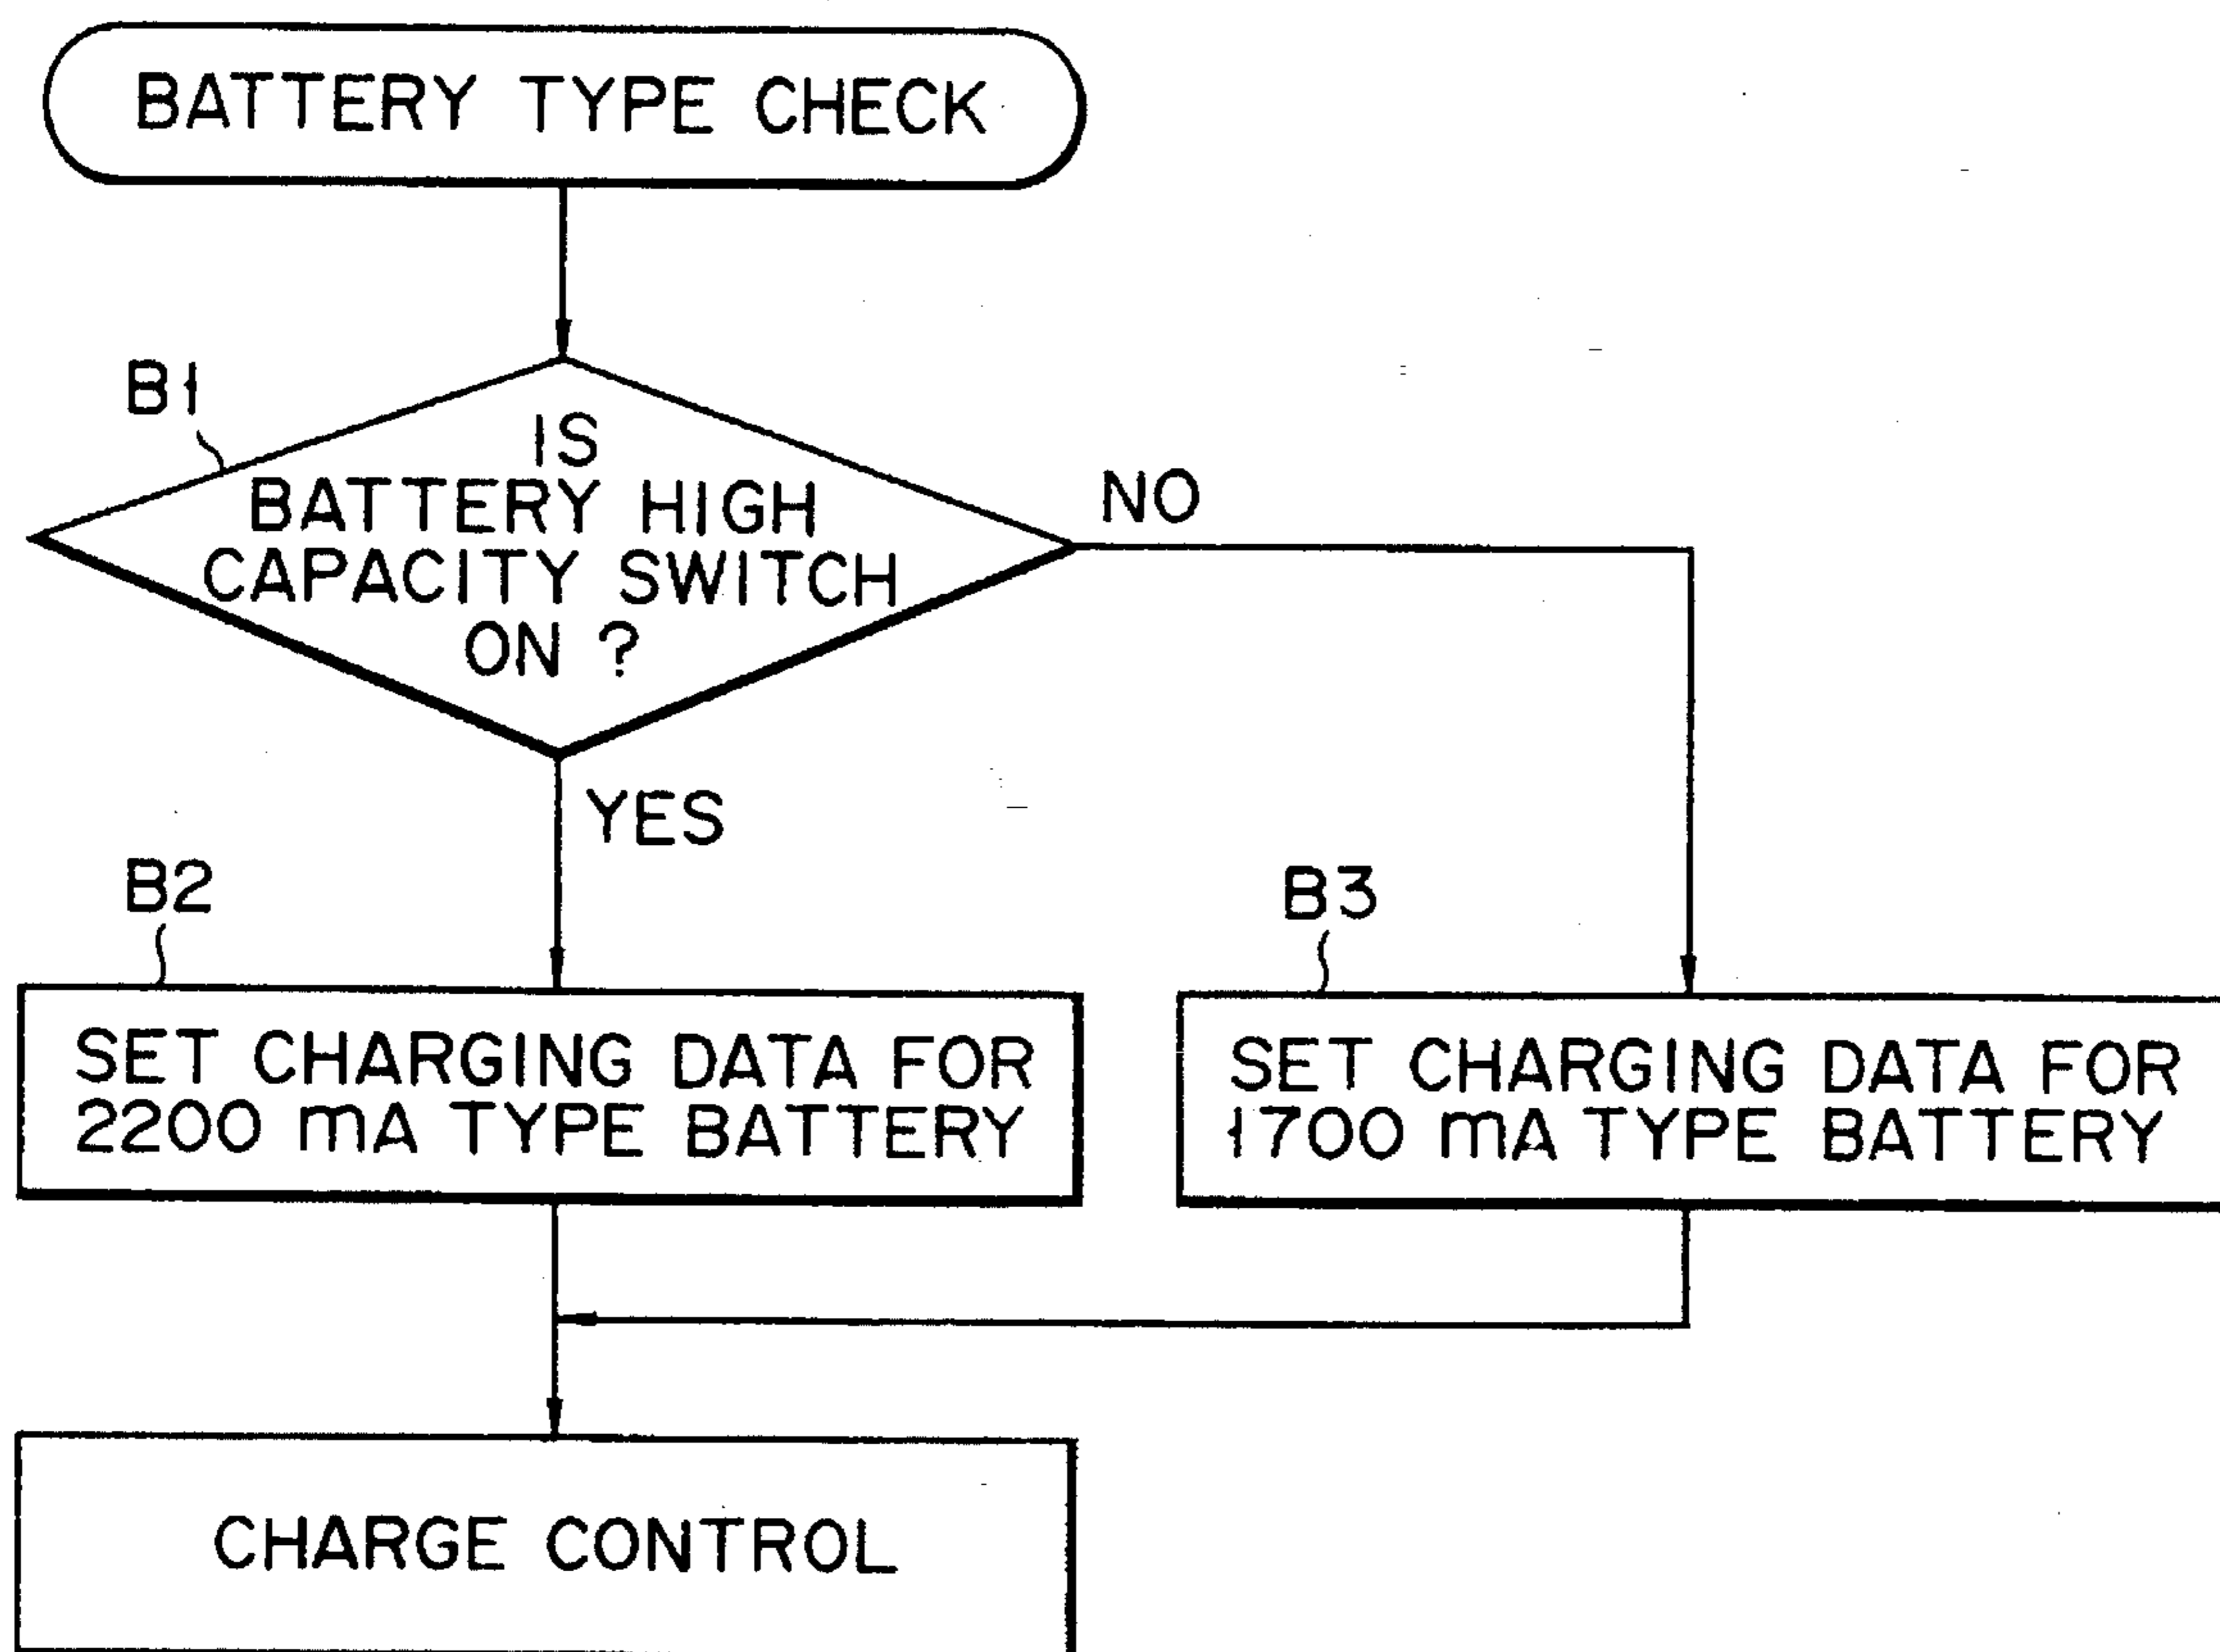 BATTERY TYPE CHECK
B1
IS
BATTERY HIGH
CAPACITY SWITCH
ON ?
NO
YES
B2
SET CHARGING DATA FOR
2200 mA TYPE BATTERY
B3
SET CHARGING DATA FOR
1700 mA TYPE BATTERY
CHARGE CONTROL